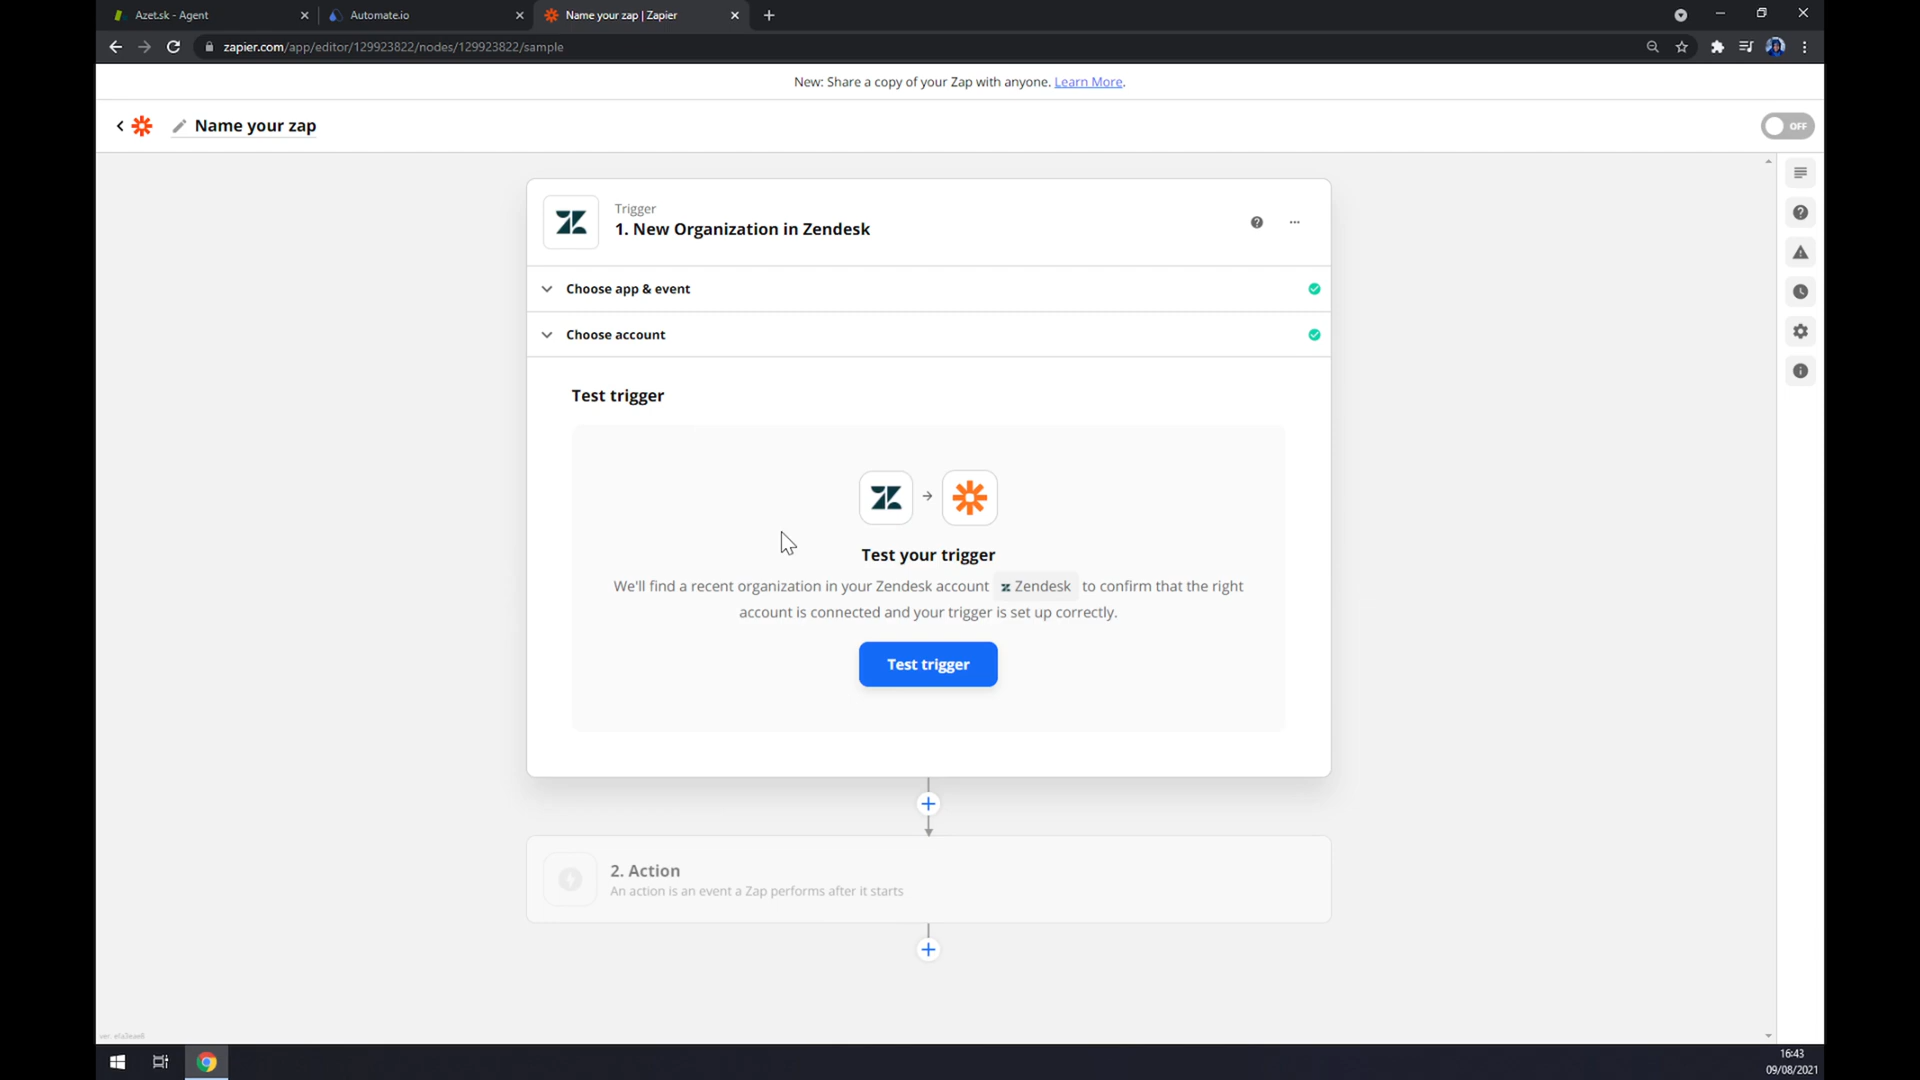 Azet.sk - Agent
Automate.io
Name your zap | Zapier
zapier.com/app/editor/129923822/nodes/129923822/sample
New: Share a copy of your Zap with anyone. Learn More.
Name your zap
OFF
Trigger
1. New Organization in Zendesk
Choose app & event
Choose account
Test trigger
Test your trigger
We'll find a recent organization in your Zendesk account Zendesk to confirm that the right
account is connected and your trigger is set up correctly.
Test trigger
2. Action
An action is an event a Zap performs after it starts
16:43
09/08/2021